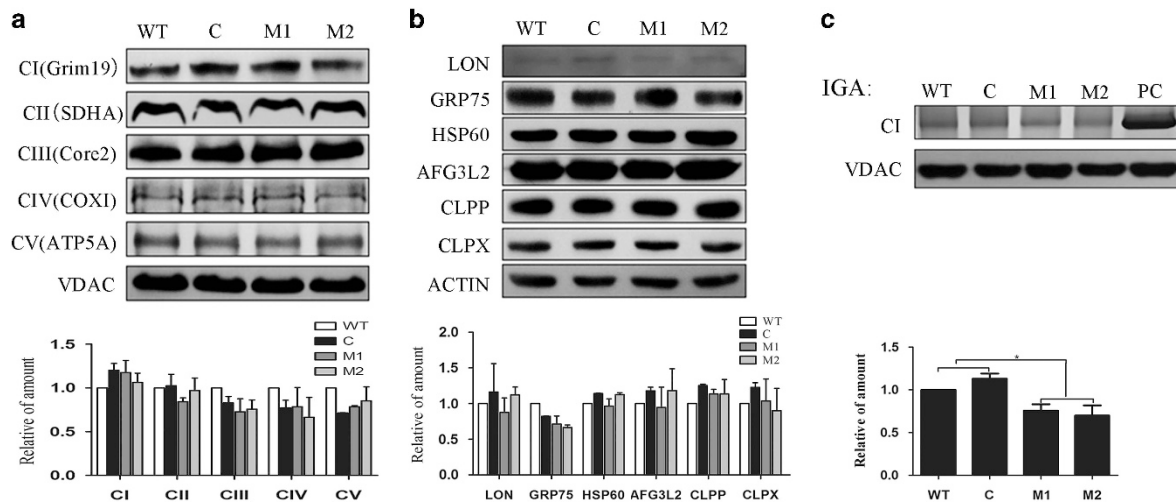 a
WT C M1 M2
CI(Grim19)
CII(SDHA)
CIII(Corc2)
CIV(COXI)
CV(ATP5A)
VDAC
Relative of amount
1.5
1.0
0.5
0.0
WT
C
M1
M2
CI CII CIII CIV CV
b
WT C M1 M2
LON
GRP75
HSP60
AFG3L2
CLPP
CLPX
ACTIN
Relative of amount
2.0
1.5
1.0
0.5
0.0
WT
C
M1
M2
LON GRP75 HSP60 AFG3L2 CLPP CLPX
c
IGA: WT C M1 M2 PC
CI
VDAC
Relative of amount
1.5
1.0
0.5
0.0
*
WT C M1 M2